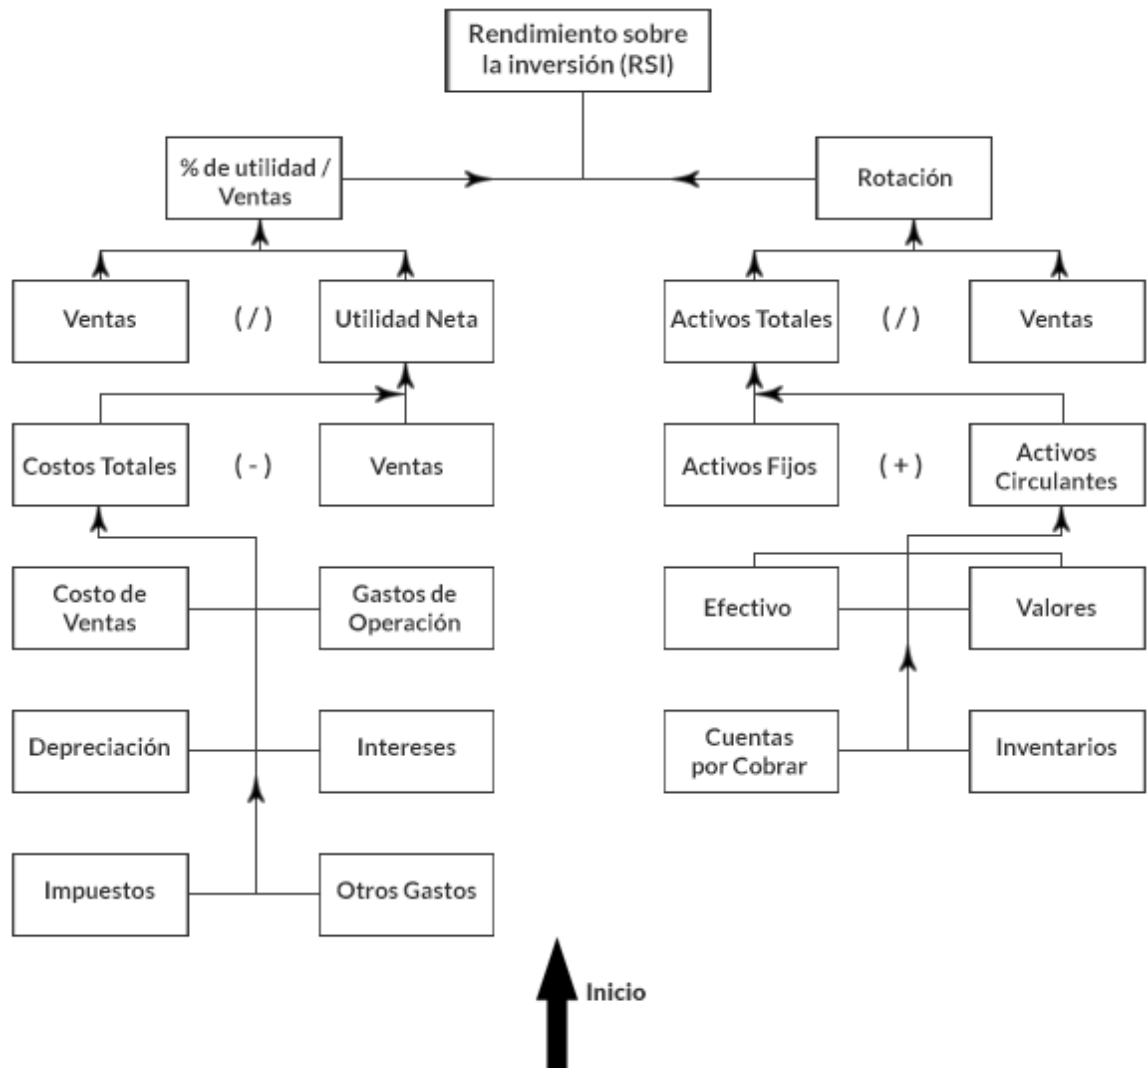 Rendimiento sobre
la inversión (RSI)
% de utilidad /
Ventas
Rotación
Ventas
( / )
Utilidad Neta
Activos Totales
( / )
Ventas
Costos Totales
( - )
Ventas
Activos Fijos
( + )
Activos
Circulantes
Costo de
Ventas
Gastos de
Operación
Efectivo
Valores
Depreciación
Intereses
Cuentas
por Cobrar
Inventarios
Impuestos
Otros Gastos
Inicio